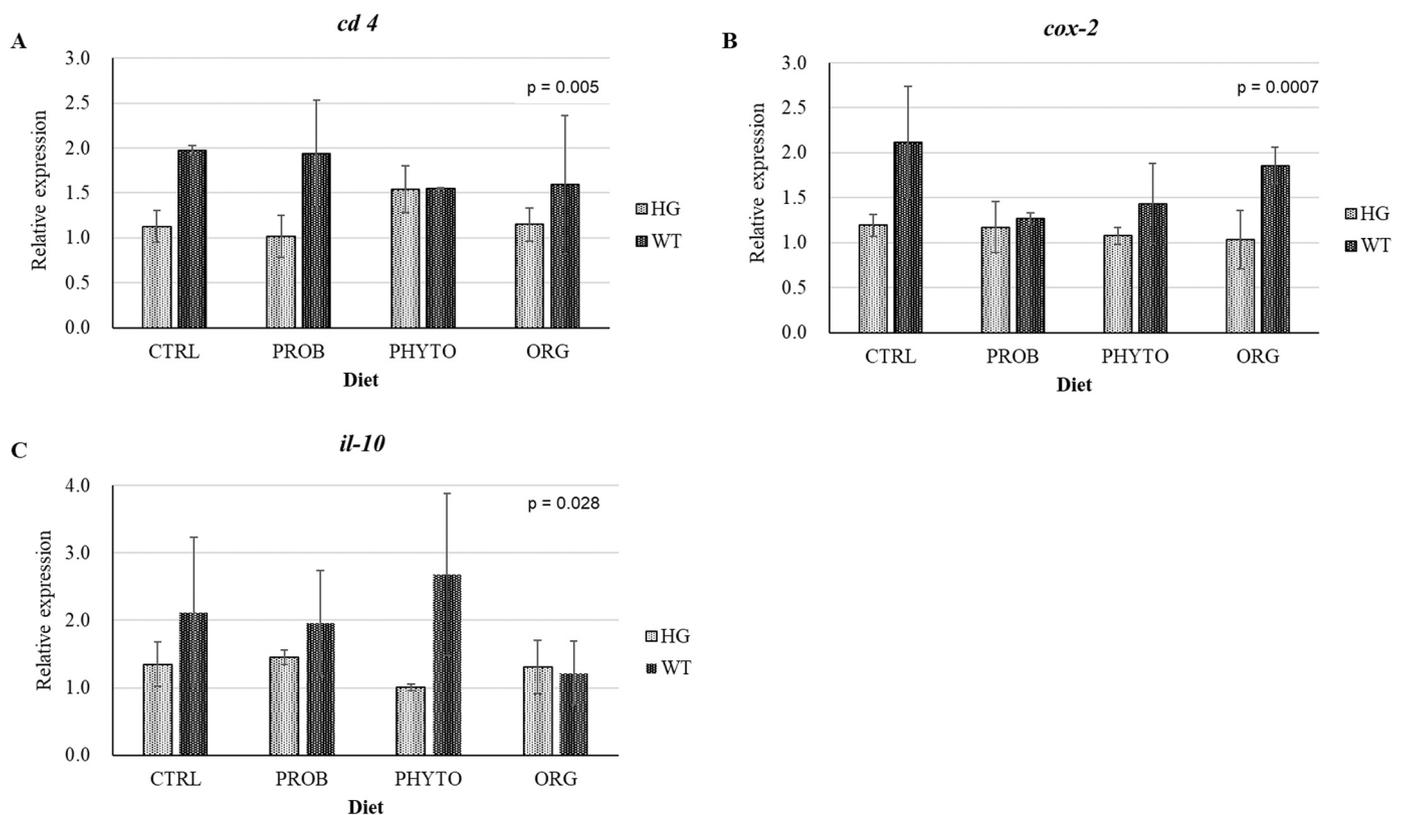 A
cd 4
3.0
2.5
2.0
1.5
1.0
0.5
0.0
Relative expression
p = 0.005
HG
WT
CTRL PROB PHYTO ORG
Diet
B
cox-2
3.0
2.5
2.0
1.5
1.0
0.5
0.0
Relative expression
p = 0.0007
HG
WT
CTRL PROB PHYTO ORG
Diet
C
il-10
4.0
3.0
2.0
1.0
0.0
Relative expression
p = 0.028
HG
WT
CTRL PROB PHYTO ORG
Diet